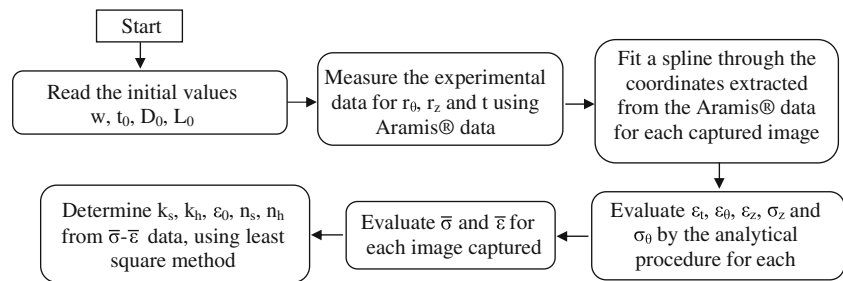 Start
Read the initial values
w, t₀, D₀, L₀
Measure the experimental
data for r_θ, r_z and t using
Aramis® data
Fit a spline through the
coordinates extracted
from the Aramis® data
for each captured image
Evaluate ε_t, ε_θ, ε_z, σ_z and
σ_θ by the analytical
procedure for each
Evaluate σ̅ and ε̅ for
each image captured
Determine k_s, k_h, ε₀, n_s, n_h
from σ̅-ε̅ data, using least
square method